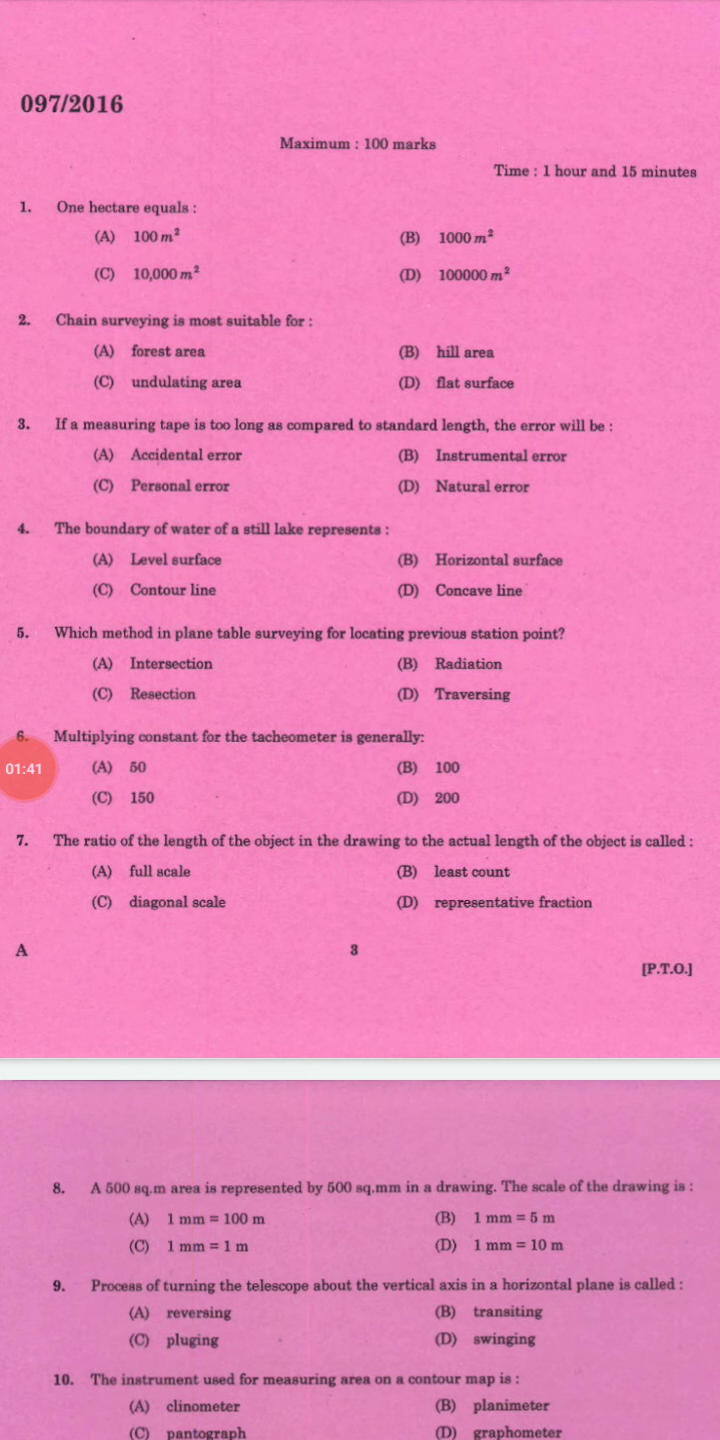 097/2016
Maximum : 100 marks
Time : 1 hour and 15 minutes
1. One hectare equals :
(A) 100 m² (B) 1000 m²
(C) 10,000 m² (D) 100000 m²
2. Chain surveying is most suitable for :
(A) forest area (B) hill area
(C) undulating area (D) flat surface
3. If a measuring tape is too long as compared to standard length, the error will be :
(A) Accidental error (B) Instrumental error
(C) Personal error (D) Natural error
4. The boundary of water of a still lake represents :
(A) Level surface (B) Horizontal surface
(C) Contour line (D) Concave line
5. Which method in plane table surveying for locating previous station point?
(A) Intersection (B) Radiation
(C) Resection (D) Traversing
6. Multiplying constant for the tacheometer is generally:
01:41
(A) 50 (B) 100
(C) 150 (D) 200
7. The ratio of the length of the object in the drawing to the actual length of the object is called :
(A) full scale (B) least count
(C) diagonal scale (D) representative fraction
A 3
[P.T.O.]
8. A 500 sq.m area is represented by 500 sq.mm in a drawing. The scale of the drawing is :
(A) 1 mm = 100 m (B) 1 mm = 5 m
(C) 1 mm = 1 m (D) 1 mm = 10 m
9. Process of turning the telescope about the vertical axis in a horizontal plane is called :
(A) reversing (B) transiting
(C) pluging (D) swinging
10. The instrument used for measuring area on a contour map is :
(A) clinometer (B) planimeter
(C) pantograph (D) graphometer